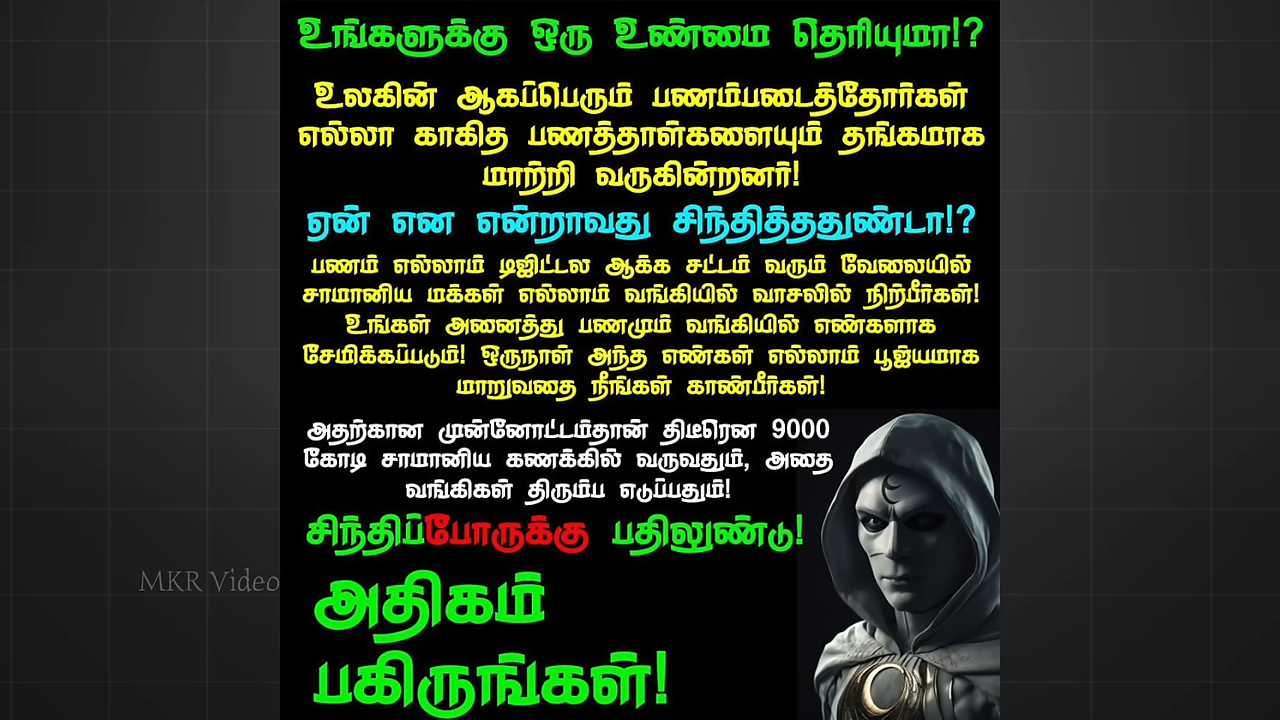 உங்களுக்கு ஒரு உண்மை தெரியுமா!?
உலகின் ஆகப்பெரும் பணம்படைத்தோர்கள்
எல்லா காகித பணத்தாள்களையும் தங்கமாக
மாற்றி வருகின்றனர்!
ஏன் என என்றாவது சிந்தித்ததுண்டா!?
பணம் எல்லாம் டிஜிட்டல ஆக்க சட்டம் வரும் வேலையில்
சாமானிய மக்கள் எல்லாம் வங்கியில் வாசலில் நிற்பீர்கள்!
உங்கள் அனைத்து பணமும் வங்கியில் எண்களாக
சேமிக்கப்படும்! ஒருநாள் அந்த எண்கள் எல்லாம் பூஜ்யமாக
மாறுவதை நீங்கள் காண்பீர்கள்!
அதற்கான முன்னோட்டம்தான் திடீரென 9000
கோடி சாமானிய கணக்கில் வருவதும், அதை
வங்கிகள் திரும்ப எடுப்பதும்!
சிந்திப்போருக்கு பதிலுண்டு!
அதிகம்
பகிருங்கள்!
MKR Video